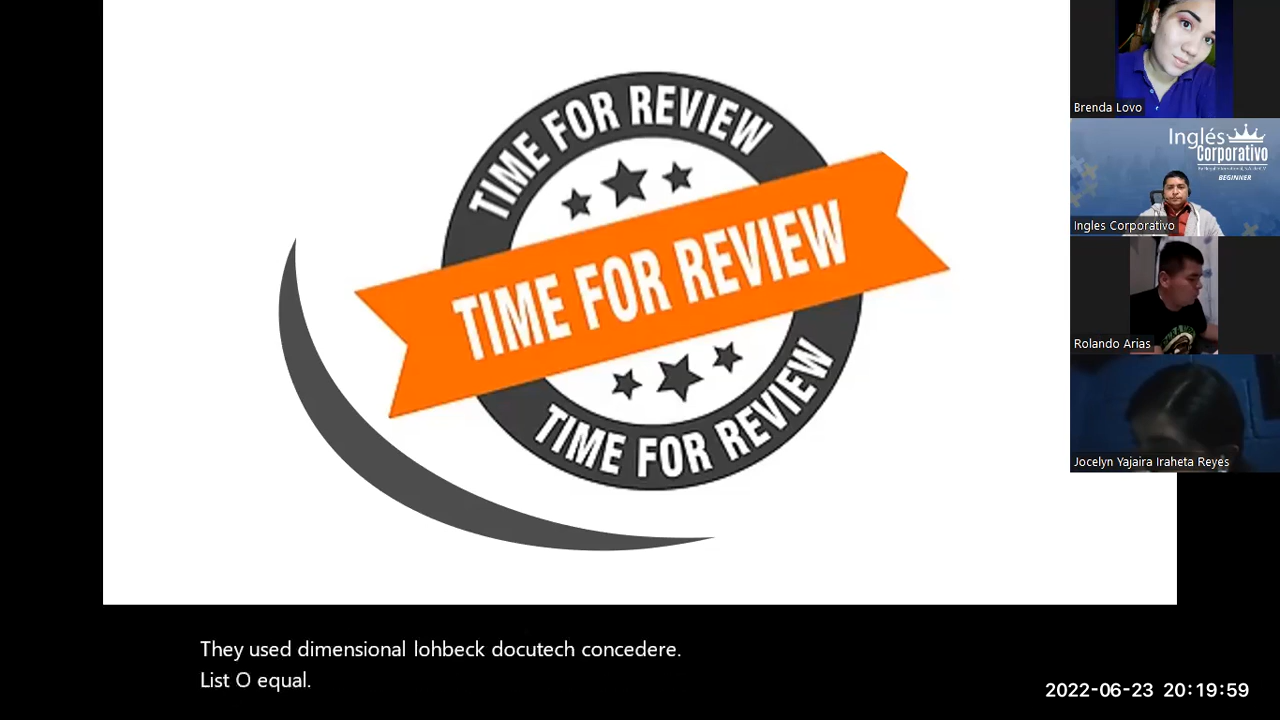 TIME FOR REVIEW
TIME FOR REVIEW
TIME FOR REVIEW
Brenda Lovo
Inglés
Corporativo
BEGINNER
Ingles Corporativo
Rolando Arias
Jocelyn Yajaira Iraheta Reyes
They used dimensional lohbeck docutech concedere.
List O equal.
2022-06-23 20:19:59